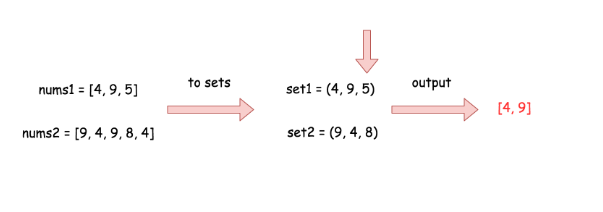 nums1 = [4, 9, 5]
nums2 = [9, 4, 9, 8, 4]
to sets
set1 = (4, 9, 5)
set2 = (9, 4, 8)
output
[4, 9]